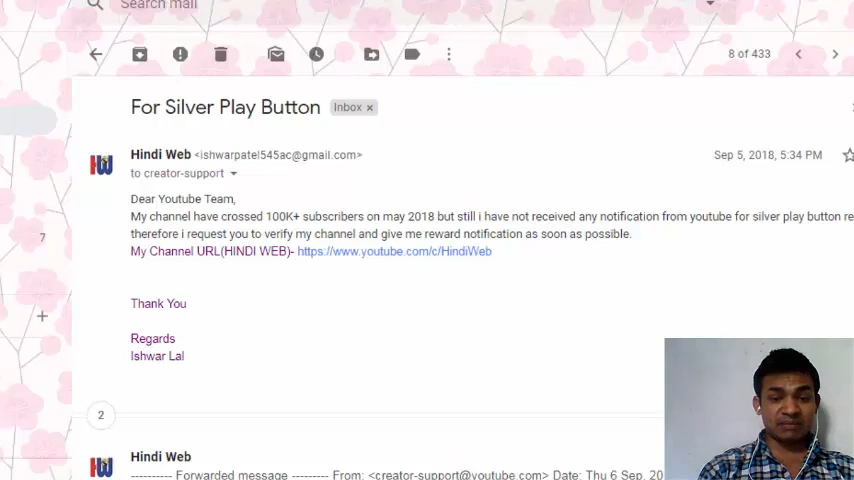 Search mail
8 of 433
For Silver Play Button Inbox x
Hindi Web <ishwarpatel545ac@gmail.com> Sep 5, 2018, 5:34 PM
to creator-support
Dear Youtube Team,
My channel have crossed 100K+ subscribers on may 2018 but still i have not received any notification from youtube for silver play button re
therefore i request you to verify my channel and give me reward notification as soon as possible.
My Channel URL(HINDI WEB)- https://www.youtube.com/c/HindiWeb
7
Thank You
Regards
Ishwar Lal
2
Hindi Web
---------- Forwarded message --------- From: <creator-support@youtube.com> Date: Thu 6 Sep, 20